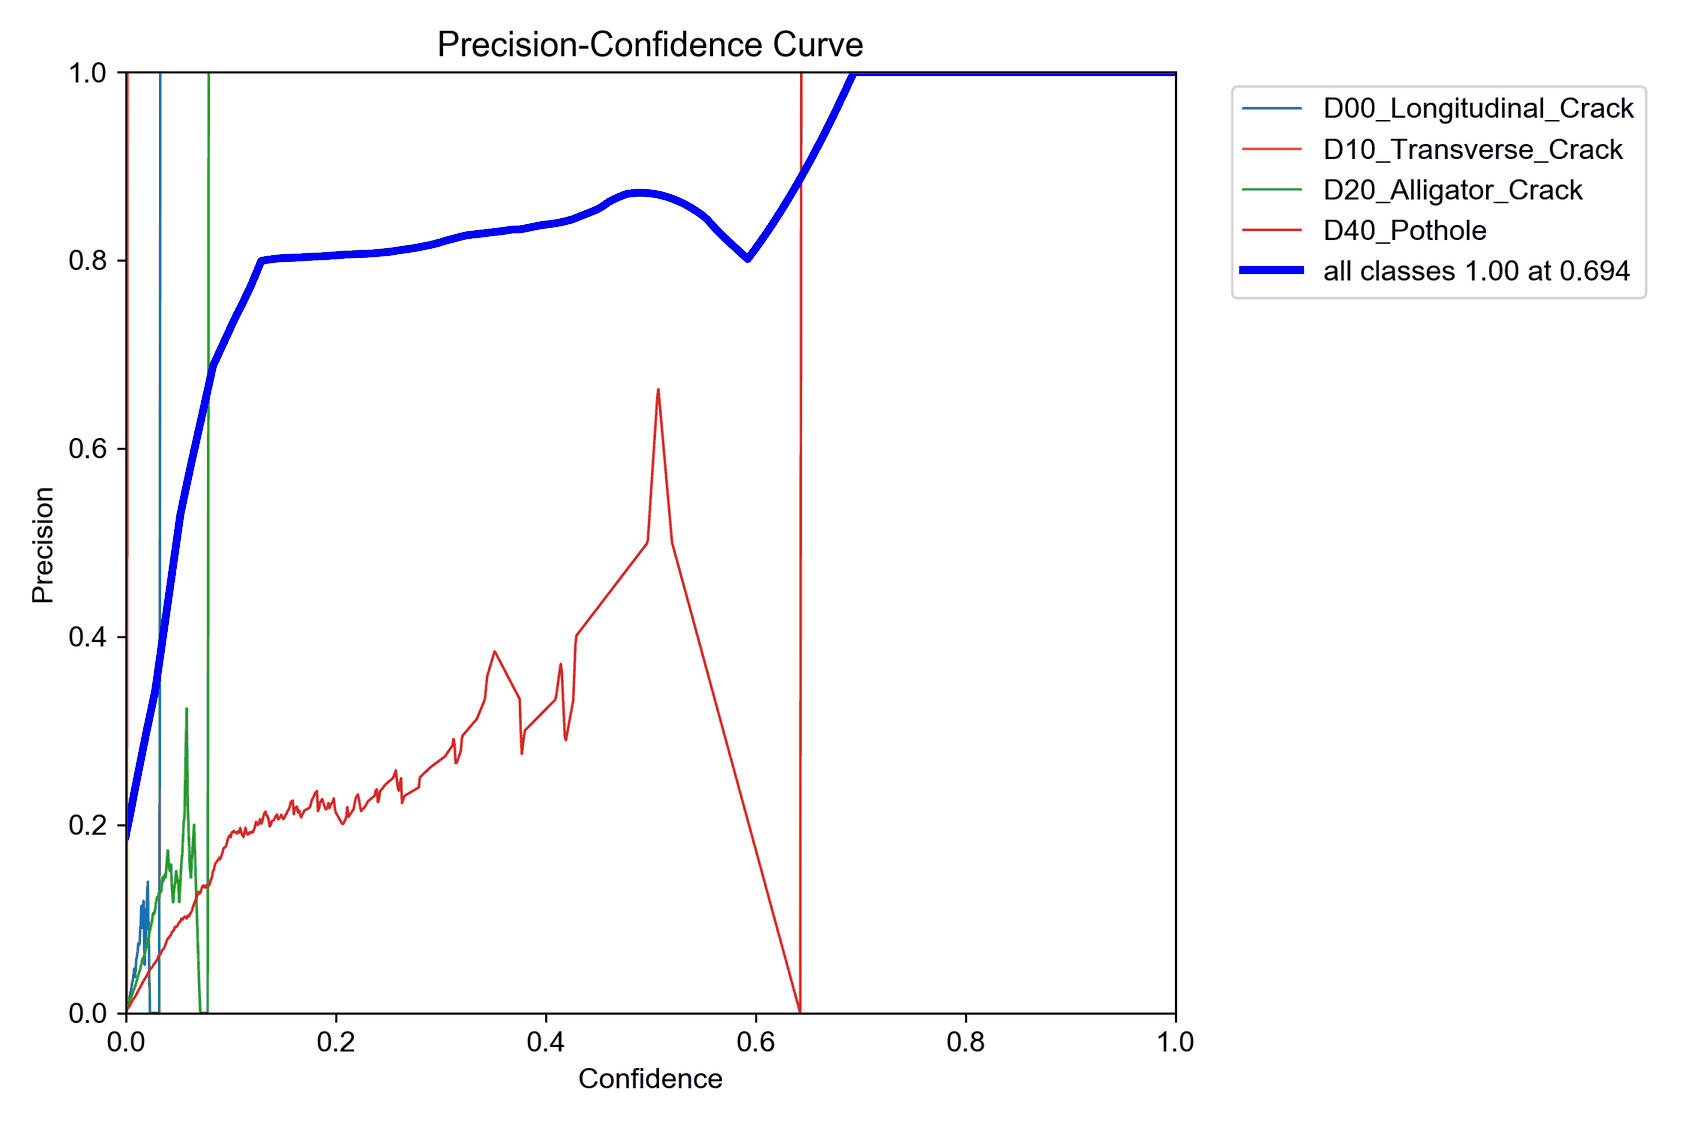 Precision-Confidence Curve
1.0
0.8
0.6
0.4
0.2
0.0
Precision
0.0 0.2 0.4 0.6 0.8 1.0
Confidence
D00_Longitudinal_Crack
D10_Transverse_Crack
D20_Alligator_Crack
D40_Pothole
all classes 1.00 at 0.694